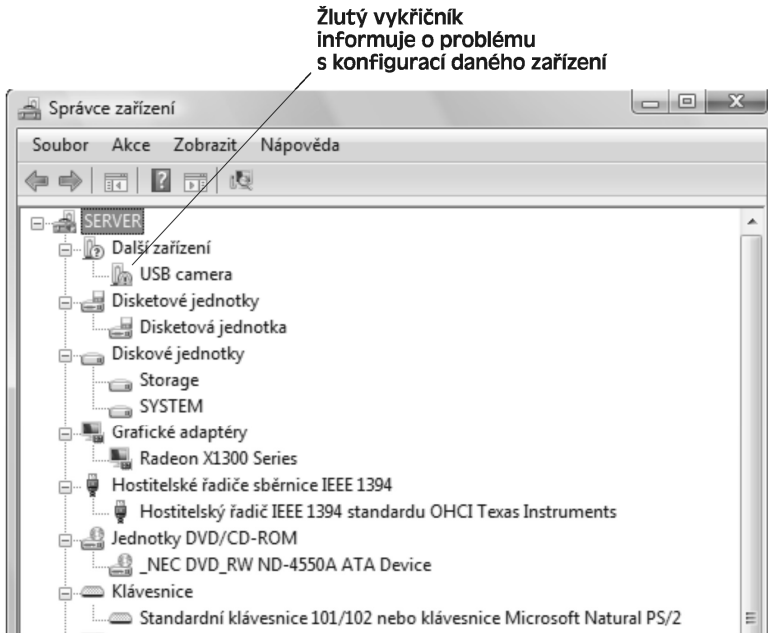 Žlutý vykřičník
informuje o problému
s konfigurací daného zařízení
Správce zařízení
Soubor Akce Zobrazit Nápověda
SERVER
Další zařízení
USB camera
Disketové jednotky
Disketová jednotka
Diskové jednotky
Storage
SYSTEM
Grafické adaptéry
Radeon X1300 Series
Hostitelské řadiče sběrnice IEEE 1394
Hostitelský řadič IEEE 1394 standardu OHCI Texas Instruments
Jednotky DVD/CD-ROM
_NEC DVD_RW ND-4550A ATA Device
Klávesnice
Standardní klávesnice 101/102 nebo klávesnice Microsoft Natural PS/2